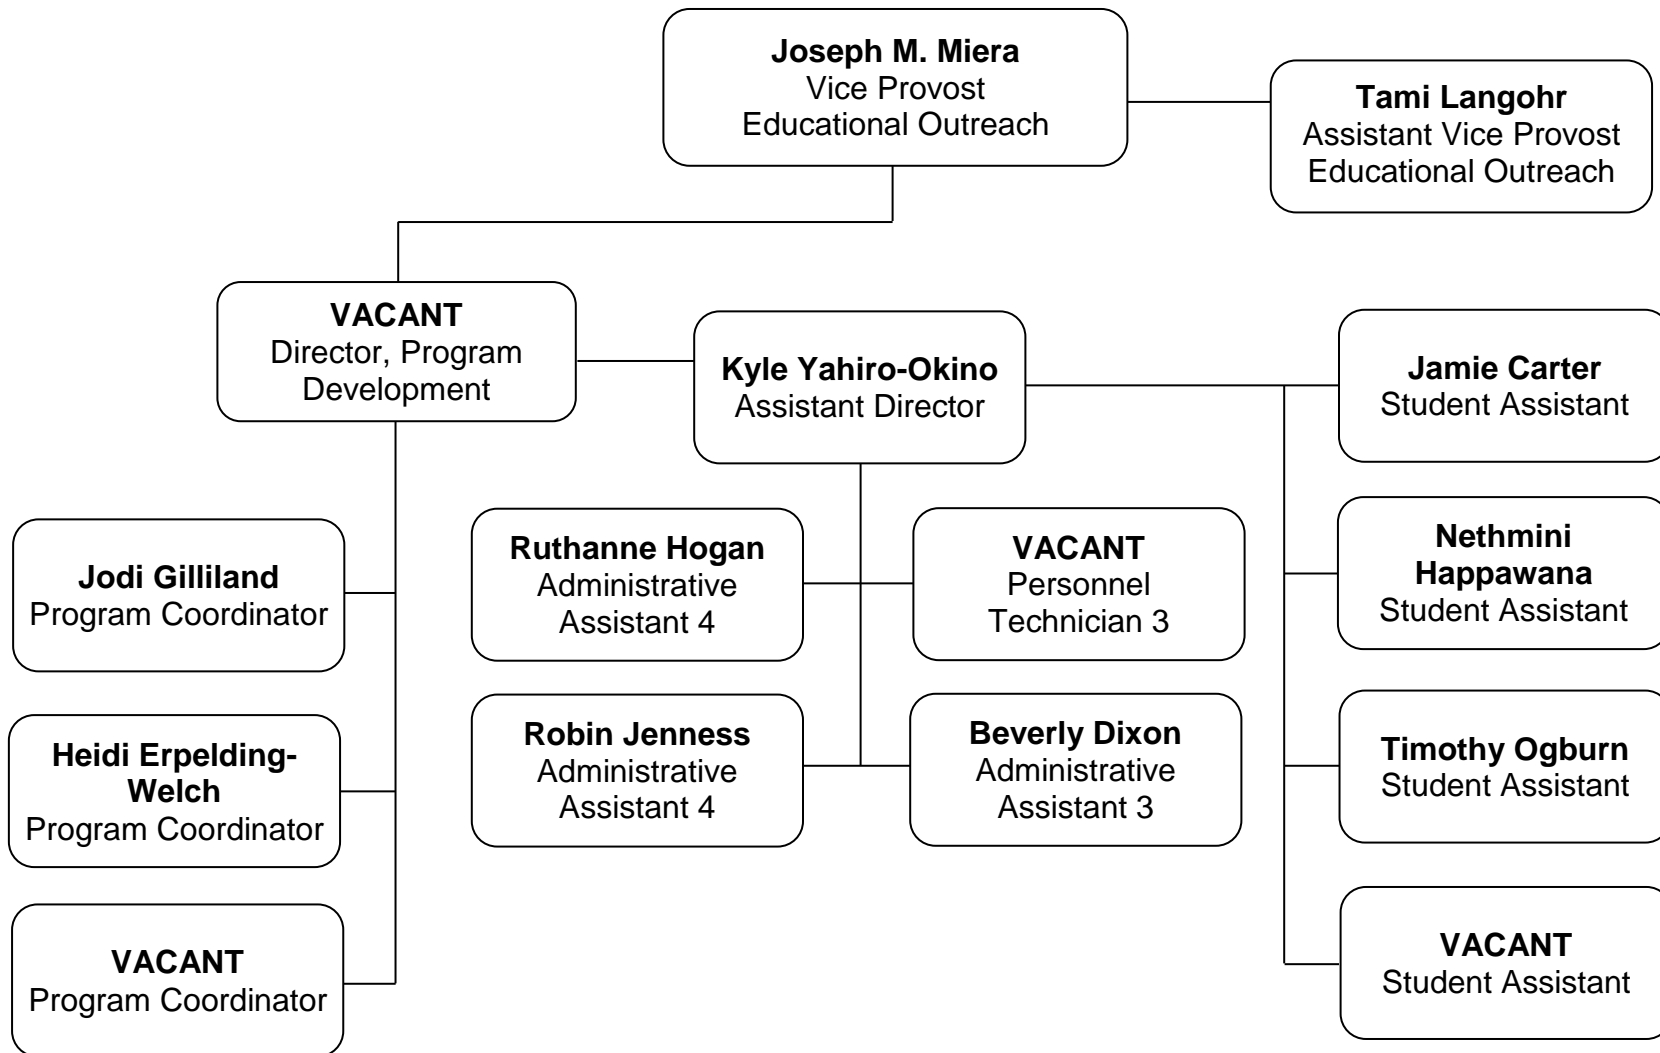 Joseph M. Miera
Vice Provost
Educational Outreach
Tami Langohr
Assistant Vice Provost
Educational Outreach
VACANT
Director, Program
Development
Kyle Yahiro-Okino
Assistant Director
Jamie Carter
Student Assistant
Jodi Gilliland
Program Coordinator
Ruthanne Hogan
Administrative
Assistant 4
VACANT
Personnel
Technician 3
Nethmini
Happawana
Student Assistant
Heidi Erpelding-
Welch
Program Coordinator
Robin Jenness
Administrative
Assistant 4
Beverly Dixon
Administrative
Assistant 3
Timothy Ogburn
Student Assistant
VACANT
Program Coordinator
VACANT
Student Assistant